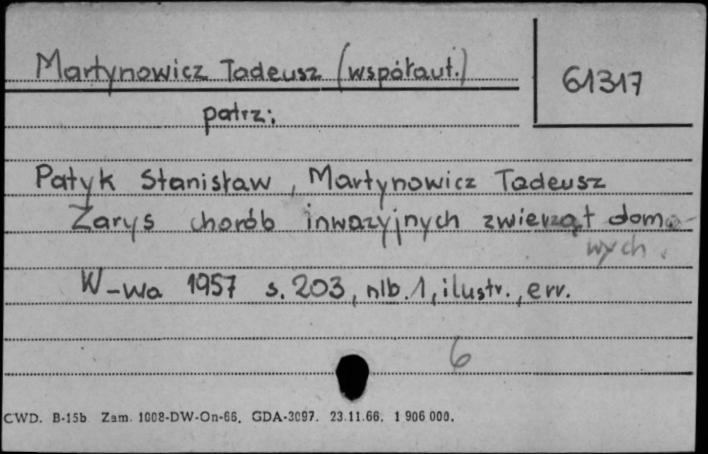 Martynowicz Tadeusz (współaut.)
61317
patrz:
Patyk Stanisław, Martynowicz Tadeusz
Zarys chorób inwazyjnych zwierząt domo-
wych.
W-wa 1957 s. 203, nlb. 1, ilustr., err.
6
CWD. B-15b Zam. 1008-DW-On-66. GDA-3097. 23.11.66. 1 906 000.